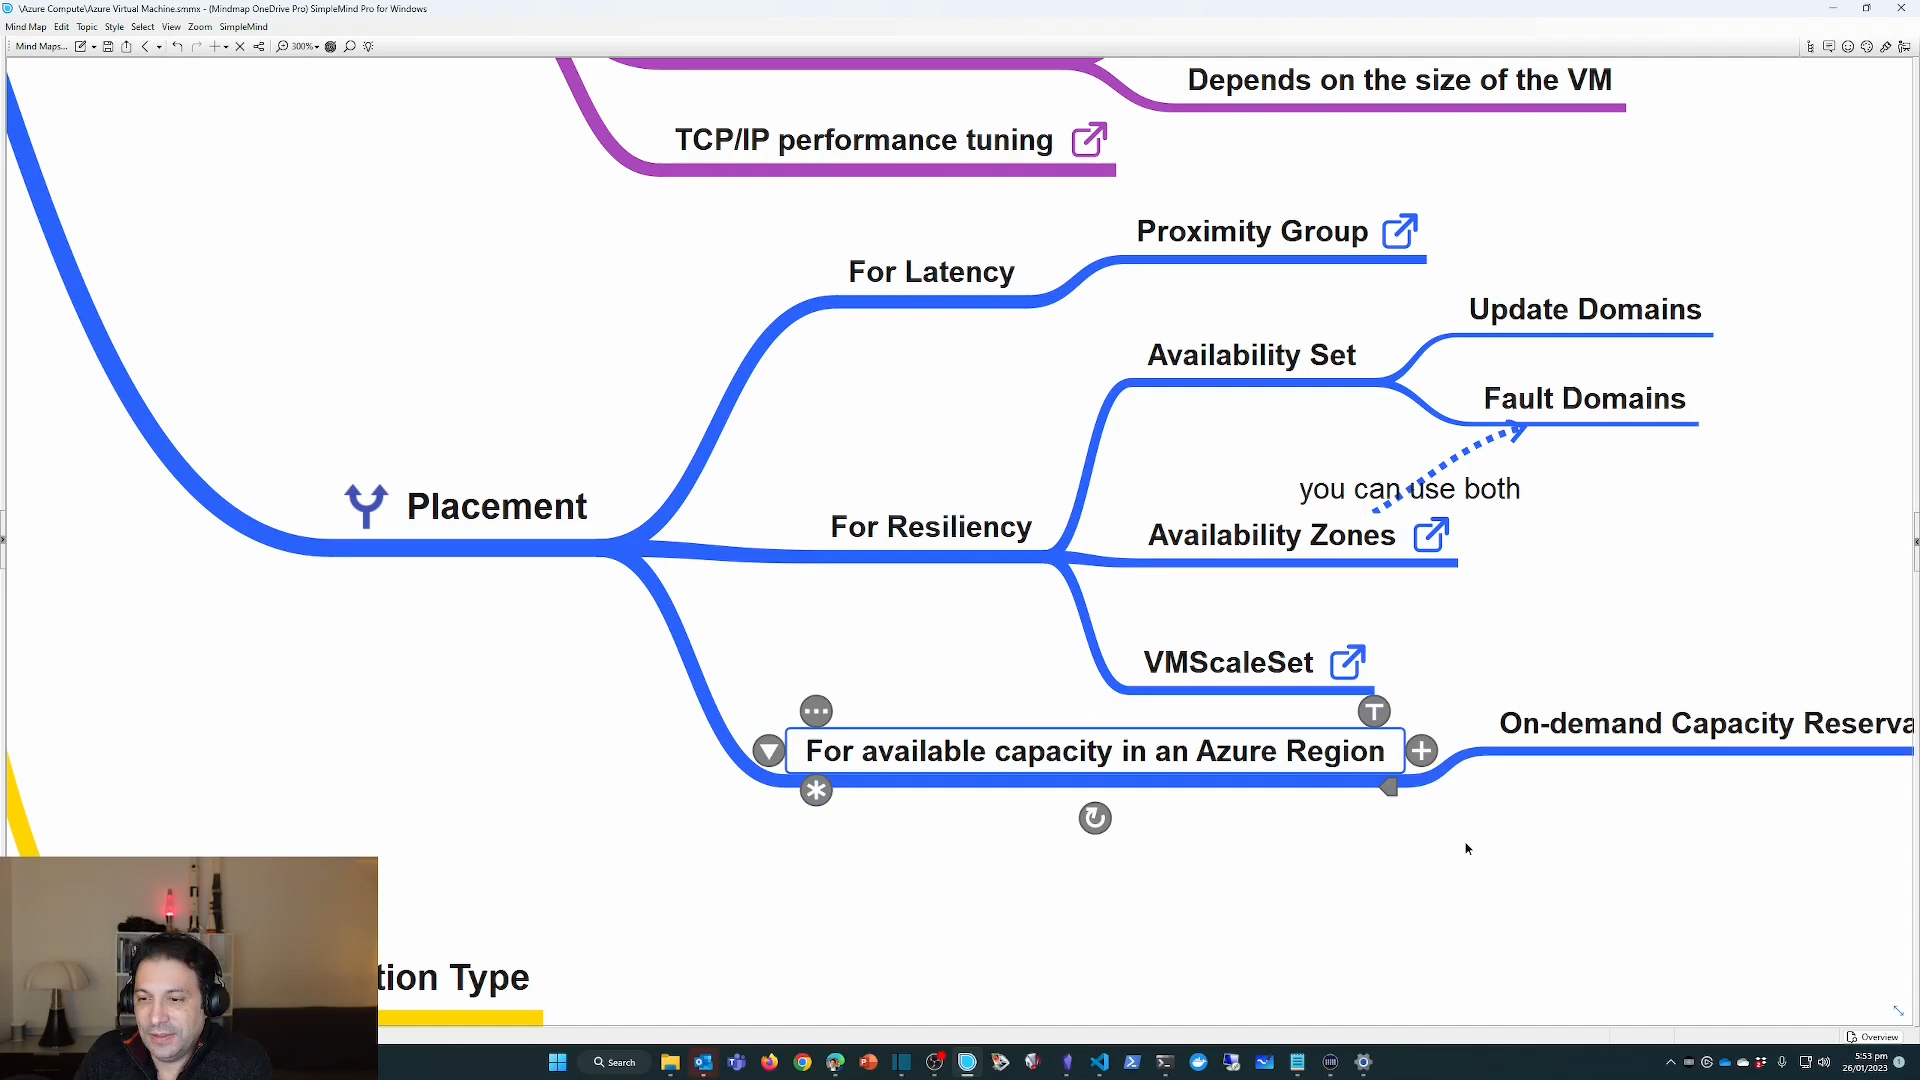 \Azure Compute\Azure Virtual Machine.smmx - (Mindmap OneDrive Pro) SimpleMind Pro for Windows
Mind Map Edit Topic Style Select View Zoom SimpleMind
Mind Maps... 300%
Depends on the size of the VM
TCP/IP performance tuning
Proximity Group
For Latency
Update Domains
Availability Set
Fault Domains
you can use both
Placement
For Resiliency
Availability Zones
VMScaleSet
On-demand Capacity Reserva
For available capacity in an Azure Region
tion Type
Overview
Search
5:53 pm
26/01/2023